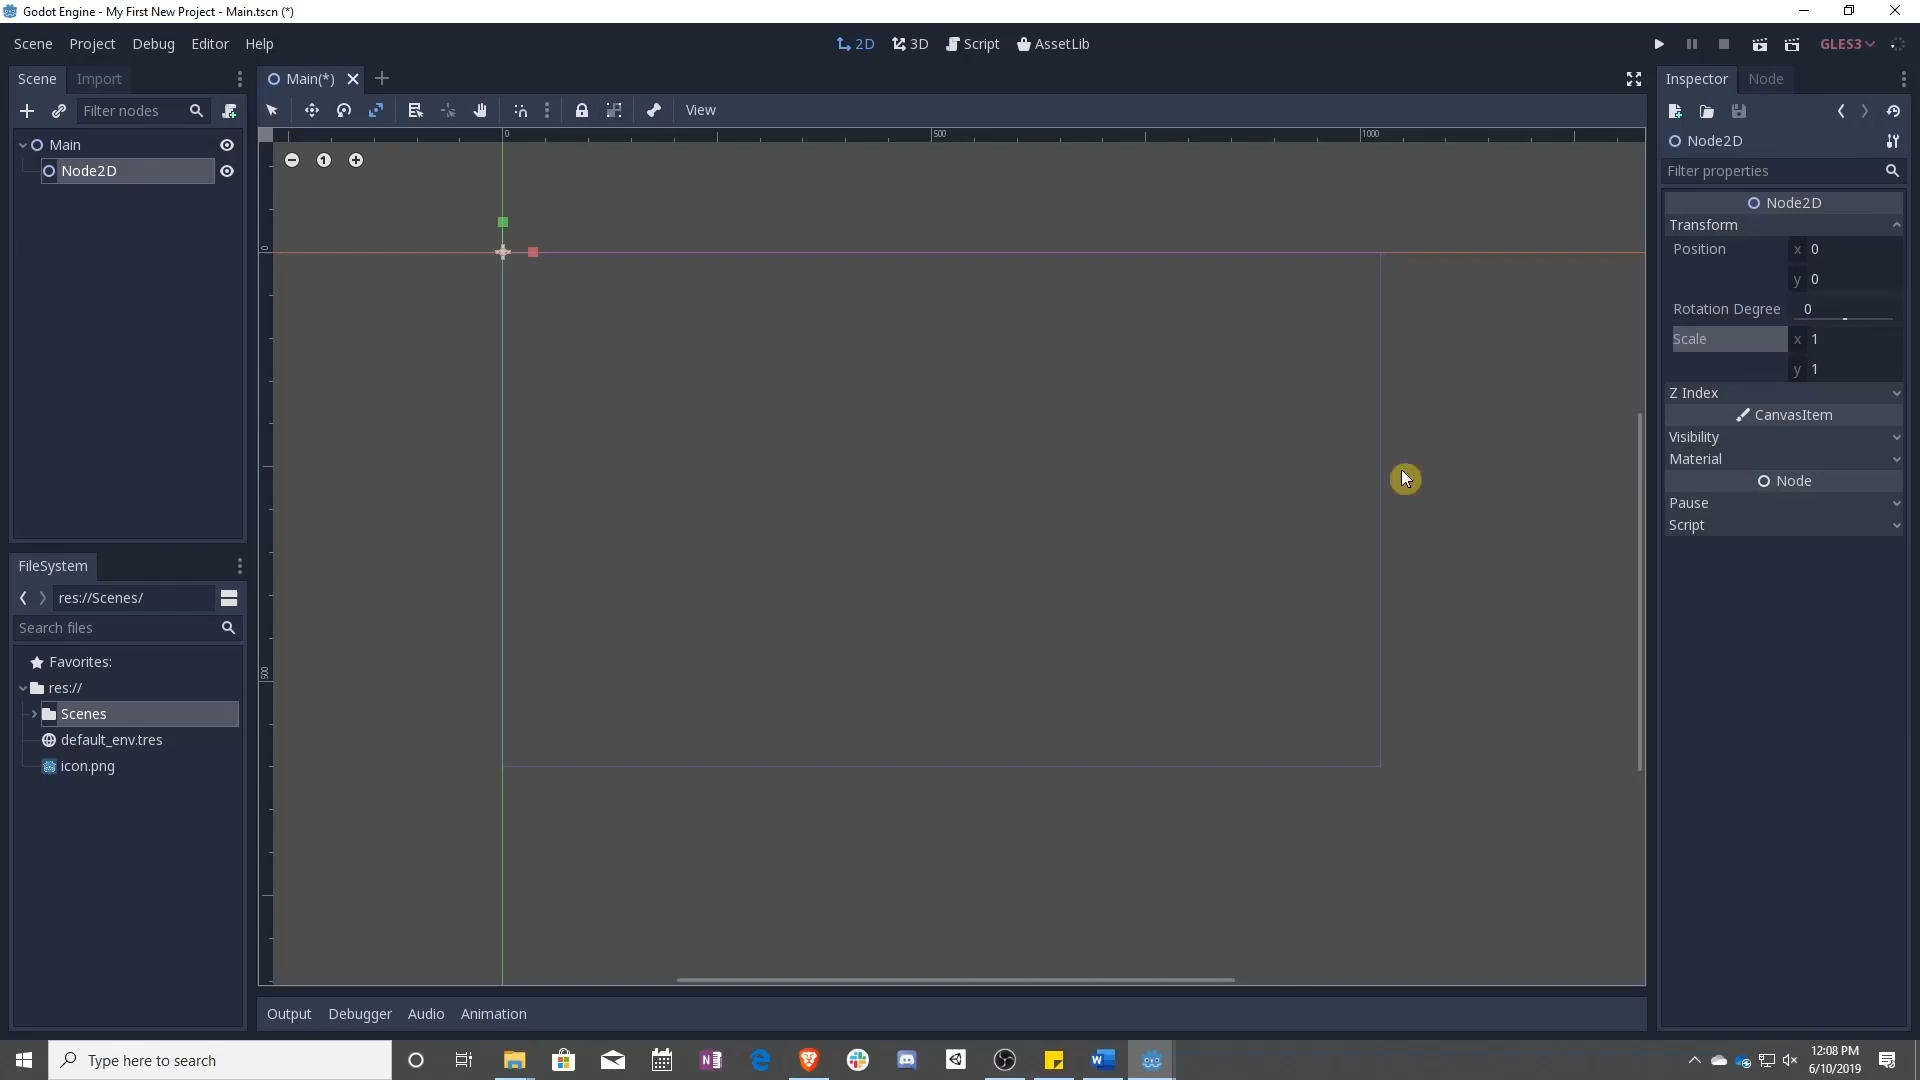 Godot Engine - My First New Project - Main.tscn (*)
Scene Project Debug Editor Help
2D 3D Script AssetLib
GLES3
Scene Import
Main(*)
Inspector Node
Filter nodes
View
Main
Node2D
Node2D
Filter properties
Node2D
Transform
Position x 0
y 0
Rotation Degree 0
Scale x 1
y 1
Z Index
CanvasItem
Visibility
Material
Node
Pause
Script
0 500 1000
1
0
500
FileSystem
res://Scenes/
Search files
Favorites:
res://
Scenes
default_env.tres
icon.png
Output Debugger Audio Animation
Type here to search
12:08 PM
6/10/2019